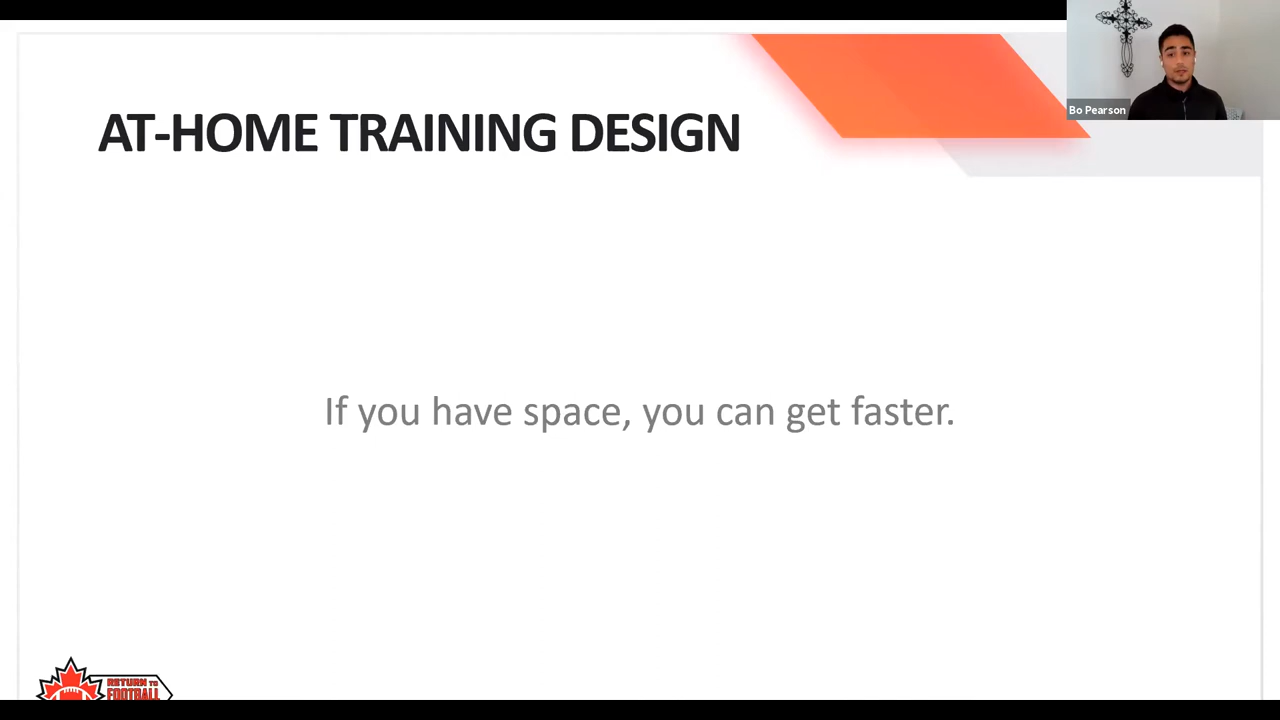 Bo Pearson
AT-HOME TRAINING DESIGN
If you have space, you can get faster.
RETURN TO
FOOTBALL